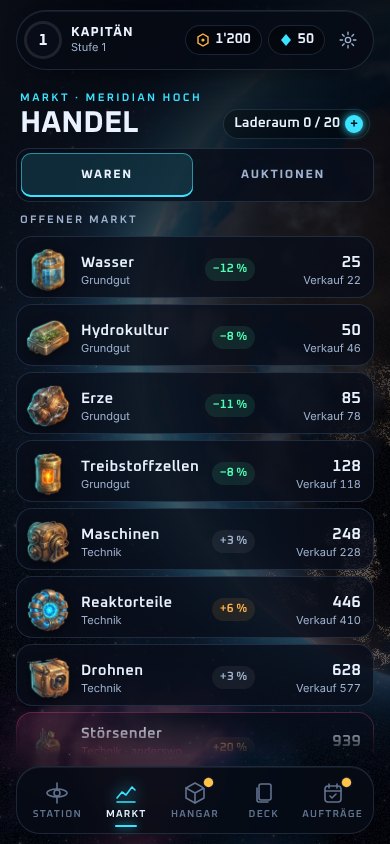 1
KAPITÄN
Stufe 1
1'200
50
MARKT · MERIDIAN HOCH
HANDEL
Laderaum 0 / 20 +
WAREN
AUKTIONEN
OFFENER MARKT
Wasser
Grundgut
−12 %
25
Verkauf 22
Hydrokultur
Grundgut
−8 %
50
Verkauf 46
Erze
Grundgut
−11 %
85
Verkauf 78
Treibstoffzellen
Grundgut
−8 %
128
Verkauf 118
Maschinen
Technik
+3 %
248
Verkauf 228
Reaktorteile
Technik
+6 %
446
Verkauf 410
Drohnen
Technik
+3 %
628
Verkauf 577
Störsender
Technik · anderswo
+20 %
939
STATION
MARKT
HANGAR
DECK
AUFTRÄGE